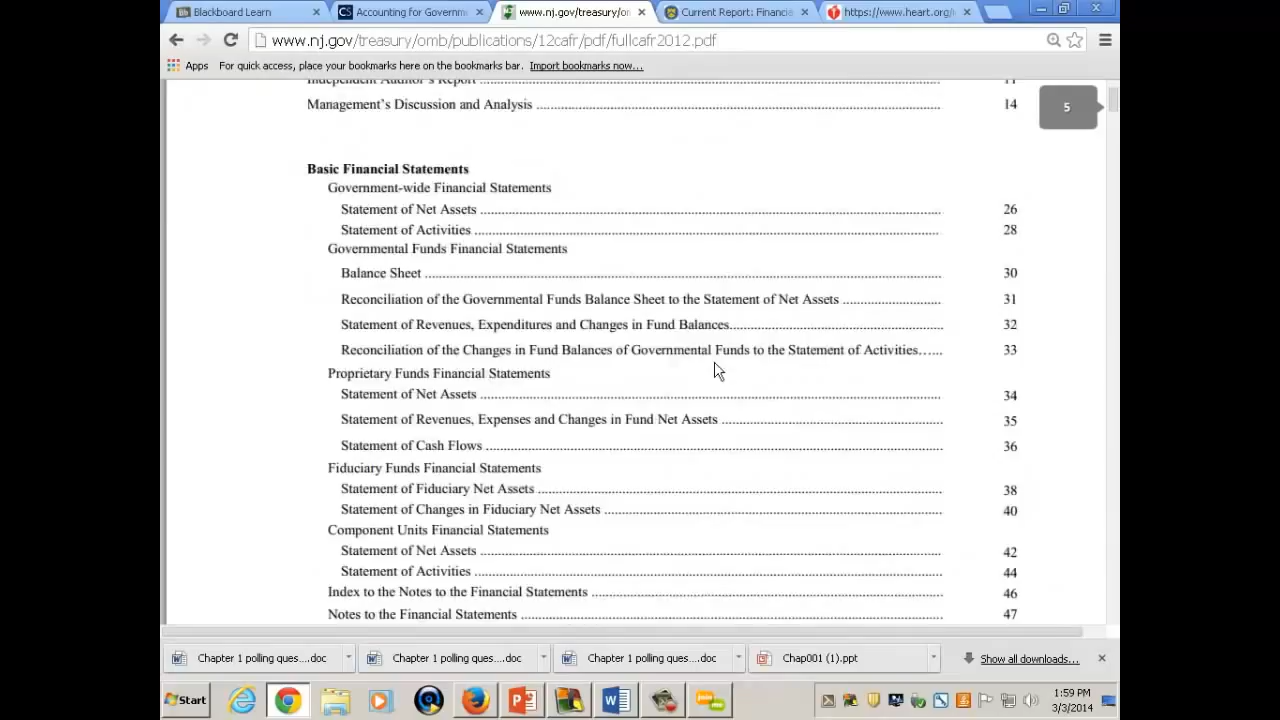 Blackboard Learn
Accounting for Governm
www.nj.gov/treasury/or
Current Report: Financia
https://www.heart.org/
www.nj.gov/treasury/omb/publications/12cafr/pdf/fullcafr2012.pdf
Apps For quick access, place your bookmarks here on the bookmarks bar. Import bookmarks now...
Independent Auditor's Report 11
Management's Discussion and Analysis 14
5
Basic Financial Statements
Government-wide Financial Statements
Statement of Net Assets 26
Statement of Activities 28
Governmental Funds Financial Statements
Balance Sheet 30
Reconciliation of the Governmental Funds Balance Sheet to the Statement of Net Assets 31
Statement of Revenues, Expenditures and Changes in Fund Balances 32
Reconciliation of the Changes in Fund Balances of Governmental Funds to the Statement of Activities 33
Proprietary Funds Financial Statements
Statement of Net Assets 34
Statement of Revenues, Expenses and Changes in Fund Net Assets 35
Statement of Cash Flows 36
Fiduciary Funds Financial Statements
Statement of Fiduciary Net Assets 38
Statement of Changes in Fiduciary Net Assets 40
Component Units Financial Statements
Statement of Net Assets 42
Statement of Activities 44
Index to the Notes to the Financial Statements 46
Notes to the Financial Statements 47
Chapter 1 polling ques....doc
Chapter 1 polling ques....doc
Chapter 1 polling ques....doc
Chap001 (1).ppt
Show all downloads...
Start
1:59 PM
3/3/2014